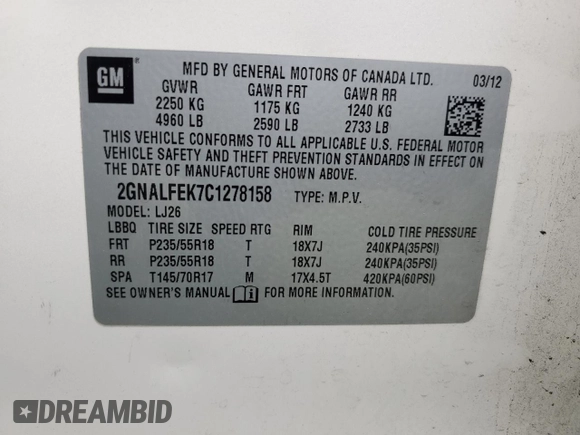 GM
MFD BY GENERAL MOTORS OF CANADA LTD. 03/12
GVWR GAWR FRT GAWR RR
2250 KG 1175 KG 1240 KG
4960 LB 2590 LB 2733 LB
THIS VEHICLE CONFORMS TO ALL APPLICABLE U.S. FEDERAL MOTOR
VEHICLE SAFETY AND THEFT PREVENTION STANDARDS IN EFFECT ON
THE DATE OF MANUFACTURE SHOWN ABOVE.
2GNALFEK7C1278158 TYPE: M.P.V.
MODEL: LJ26
LBBQ TIRE SIZE SPEED RTG RIM COLD TIRE PRESSURE
FRT P235/55R18 T 18X7J 240KPA(35PSI)
RR P235/55R18 T 18X7J 240KPA(35PSI)
SPA T145/70R17 M 17X4.5T 420KPA(60PSI)
SEE OWNER'S MANUAL FOR MORE INFORMATION.
DREAMBID